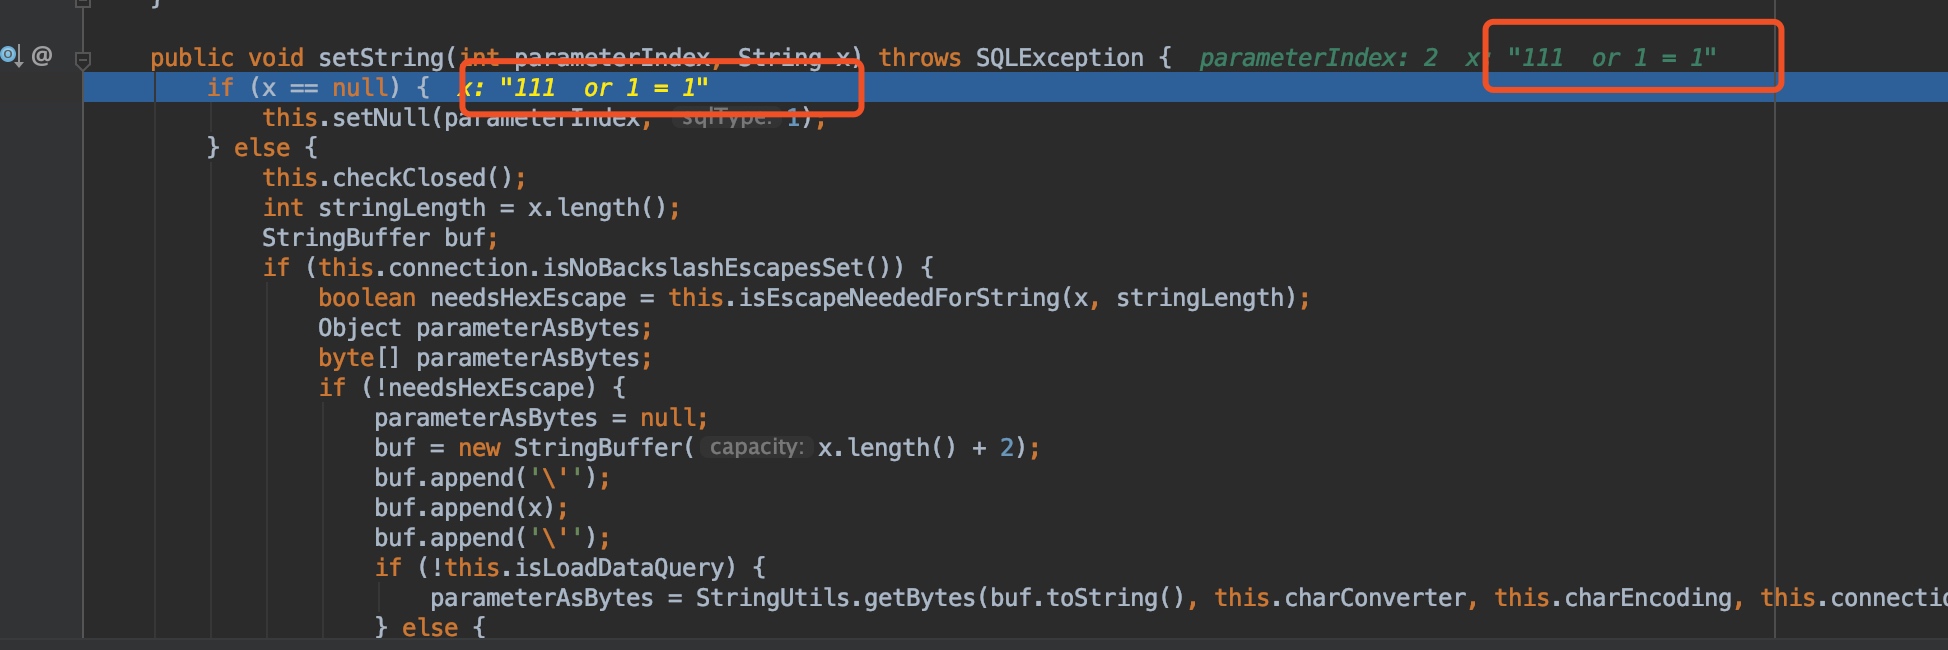 }
@ public void setString(int parameterIndex, String x) throws SQLException { parameterIndex: 2 x: "111  or 1 = 1"
if (x == null) { x: "111  or 1 = 1"
this.setNull(parameterIndex, sqlType: 1);
} else {
this.checkClosed();
int stringLength = x.length();
StringBuffer buf;
if (this.connection.isNoBackslashEscapesSet()) {
boolean needsHexEscape = this.isEscapeNeededForString(x, stringLength);
Object parameterAsBytes;
byte[] parameterAsBytes;
if (!needsHexEscape) {
parameterAsBytes = null;
buf = new StringBuffer( capacity: x.length() + 2);
buf.append('\'');
buf.append(x);
buf.append('\'');
if (!this.isLoadDataQuery) {
parameterAsBytes = StringUtils.getBytes(buf.toString(), this.charConverter, this.charEncoding, this.connectio
} else {